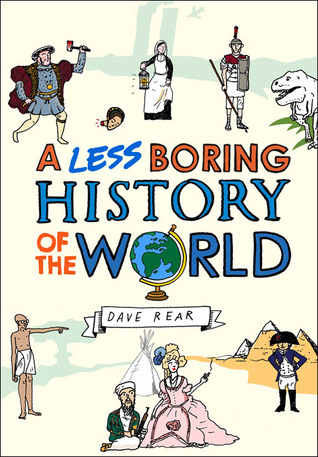 A LESS BORING
HISTORY
OF THE WORLD
DAVE REAR